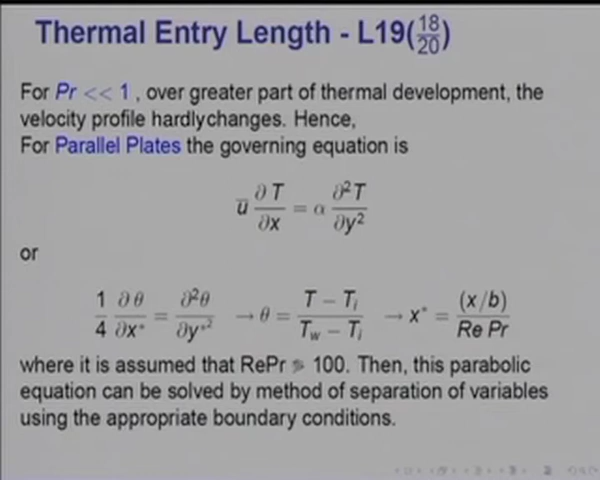 Thermal Entry Length - L19(18/20)
For Pr << 1 , over greater part of thermal development, the
velocity profile hardlychanges. Hence,
For Parallel Plates the governing equation is
u̅ ∂T/∂x = α ∂²T/∂y²
or
1/4 ∂θ/∂x* = ∂²θ/∂y*² → θ = (T − Tᵢ)/(T_w − Tᵢ) → x* = (x/b)/(Re Pr)
where it is assumed that RePr > 100. Then, this parabolic
equation can be solved by method of separation of variables
using the appropriate boundary conditions.